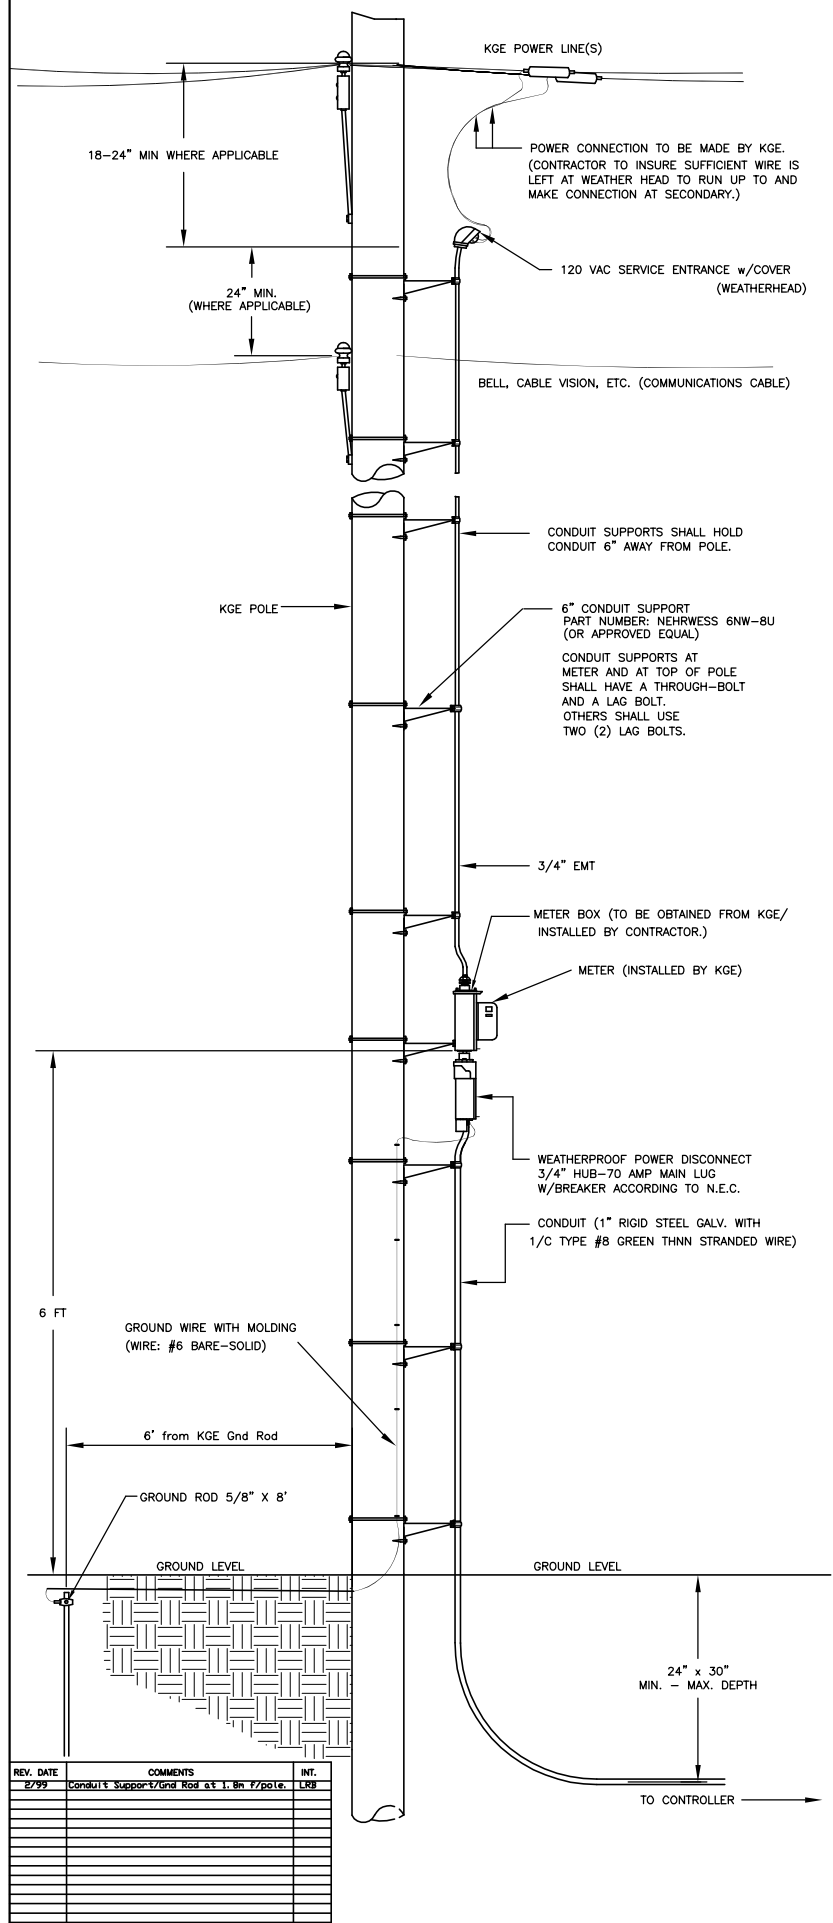 KGE POWER LINE(S)
18-24" MIN WHERE APPLICABLE
POWER CONNECTION TO BE MADE BY KGE.
(CONTRACTOR TO INSURE SUFFICIENT WIRE IS
LEFT AT WEATHER HEAD TO RUN UP TO AND
MAKE CONNECTION AT SECONDARY.)
120 VAC SERVICE ENTRANCE w/COVER
(WEATHERHEAD)
24" MIN.
(WHERE APPLICABLE)
BELL, CABLE VISION, ETC. (COMMUNICATIONS CABLE)
CONDUIT SUPPORTS SHALL HOLD
CONDUIT 6" AWAY FROM POLE.
KGE POLE
6" CONDUIT SUPPORT
PART NUMBER: NEHRWESS 6NW-8U
(OR APPROVED EQUAL)
CONDUIT SUPPORTS AT
METER AND AT TOP OF POLE
SHALL HAVE A THROUGH-BOLT
AND A LAG BOLT.
OTHERS SHALL USE
TWO (2) LAG BOLTS.
3/4" EMT
METER BOX (TO BE OBTAINED FROM KGE/
INSTALLED BY CONTRACTOR.)
METER (INSTALLED BY KGE)
WEATHERPROOF POWER DISCONNECT
3/4" HUB-70 AMP MAIN LUG
W/BREAKER ACCORDING TO N.E.C.
CONDUIT (1" RIGID STEEL GALV. WITH
1/C TYPE #8 GREEN THNN STRANDED WIRE)
6 FT
GROUND WIRE WITH MOLDING
(WIRE: #6 BARE-SOLID)
6' from KGE Gnd Rod
GROUND ROD 5/8" X 8'
GROUND LEVEL
GROUND LEVEL
24" x 30"
MIN. - MAX. DEPTH
TO CONTROLLER
REV. DATE COMMENTS INT.
2/99 Conduit Support/Gnd Rod at 1.8m f/pole. LRB